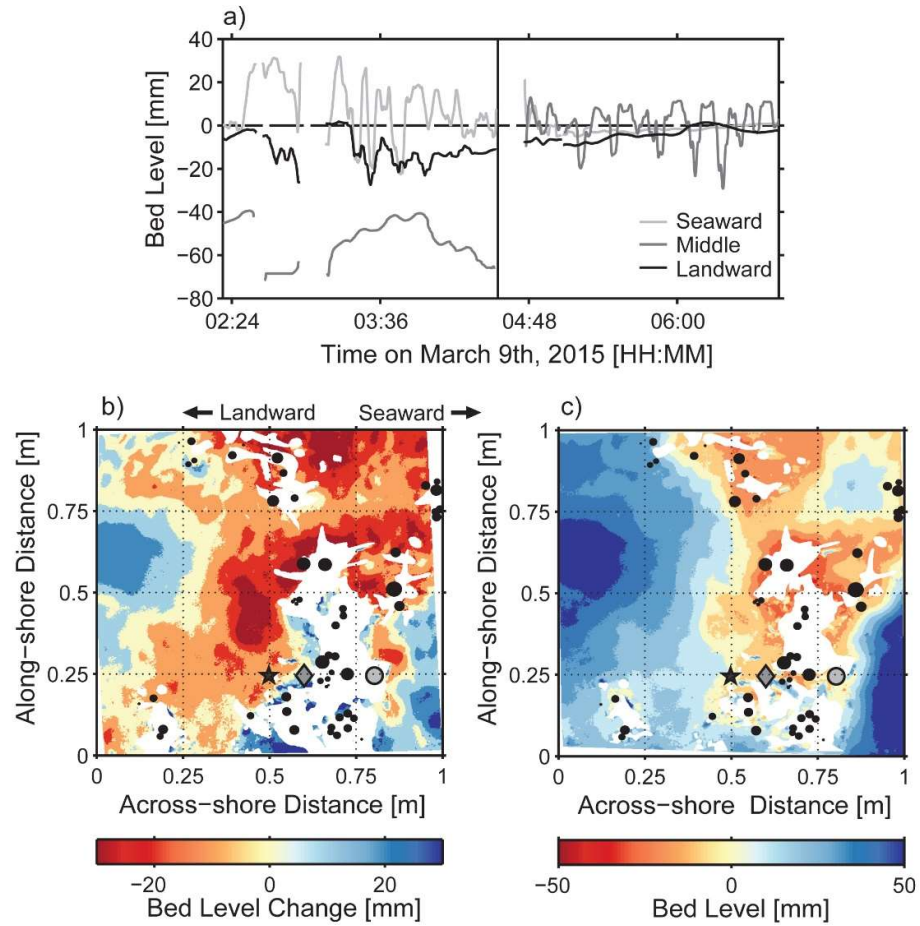 a)
40
20
0
−20
−40
−60
−80
Bed Level [mm]
Seaward
Middle
Landward
02:24 03:36 04:48 06:00
Time on March 9th, 2015 [HH:MM]
b) Landward Seaward
1
0.75
0.5
0.25
0
Along−shore Distance [m]
0 0.25 0.5 0.75 1
Across−shore Distance [m]
−20 0 20
Bed Level Change [mm]
c)
1
0.75
0.5
0.25
0
Along−shore Distance [m]
0 0.25 0.5 0.75 1
Across−shore Distance [m]
−50 0 50
Bed Level [mm]